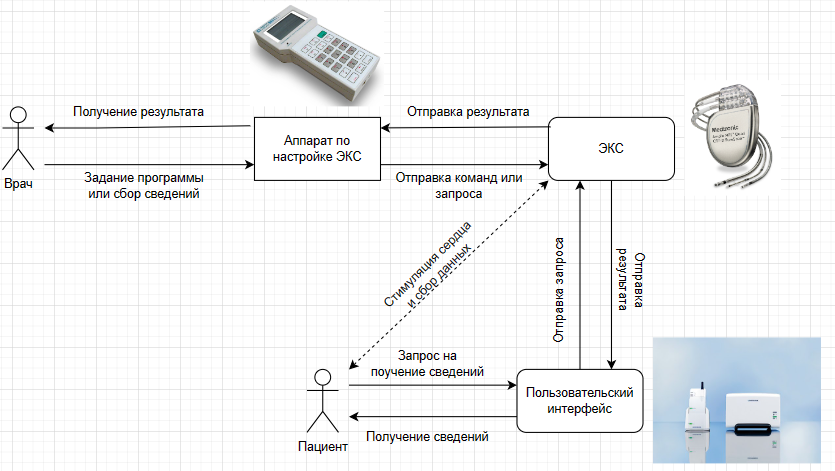 Получение результата
Отправка результата
Врач
Задание программы
или сбор сведений
Аппарат по
настройке ЭКС
Отправка команд или
запроса
ЭКС
Medtronic
Стимуляция сердца
и сбор данных
Отправка запроса
Отправка
результата
Запрос на
поучение сведений
Пациент
Получение сведений
Пользовательский
интерфейс